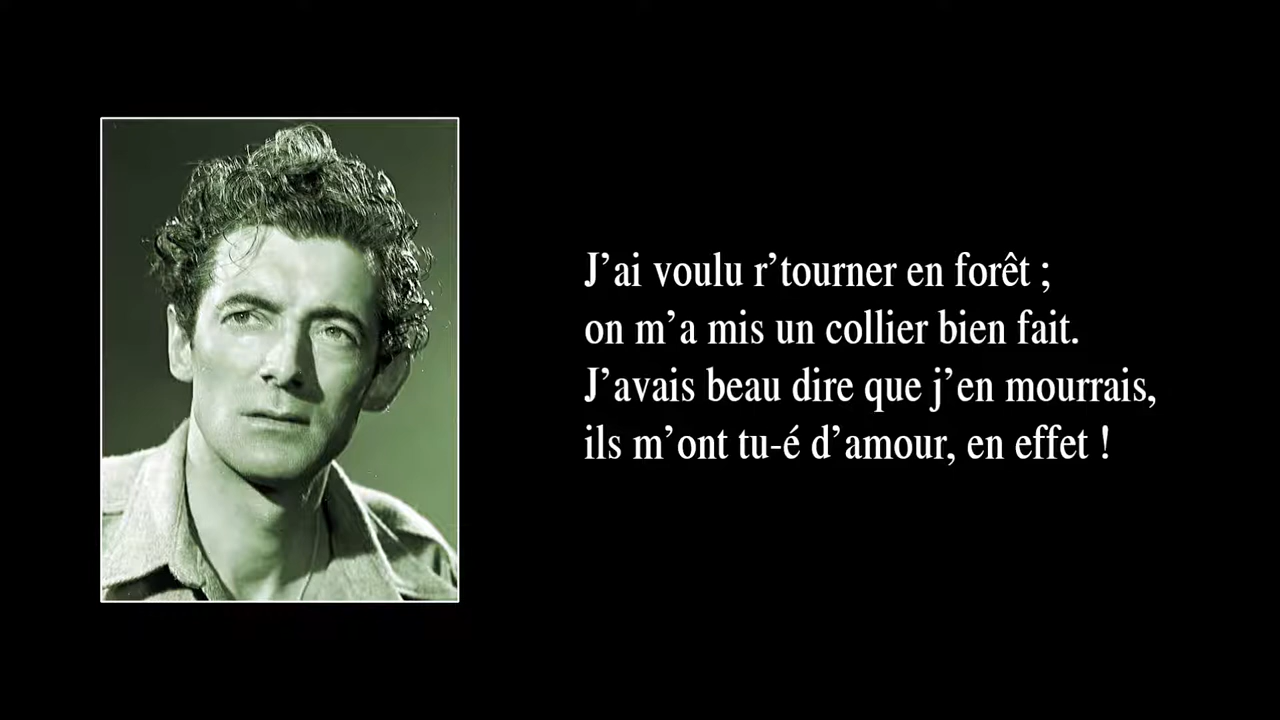 J’ai voulu r’tourner en forêt ;
on m’a mis un collier bien fait.
J’avais beau dire que j’en mourrais,
ils m’ont tu-é d’amour, en effet !